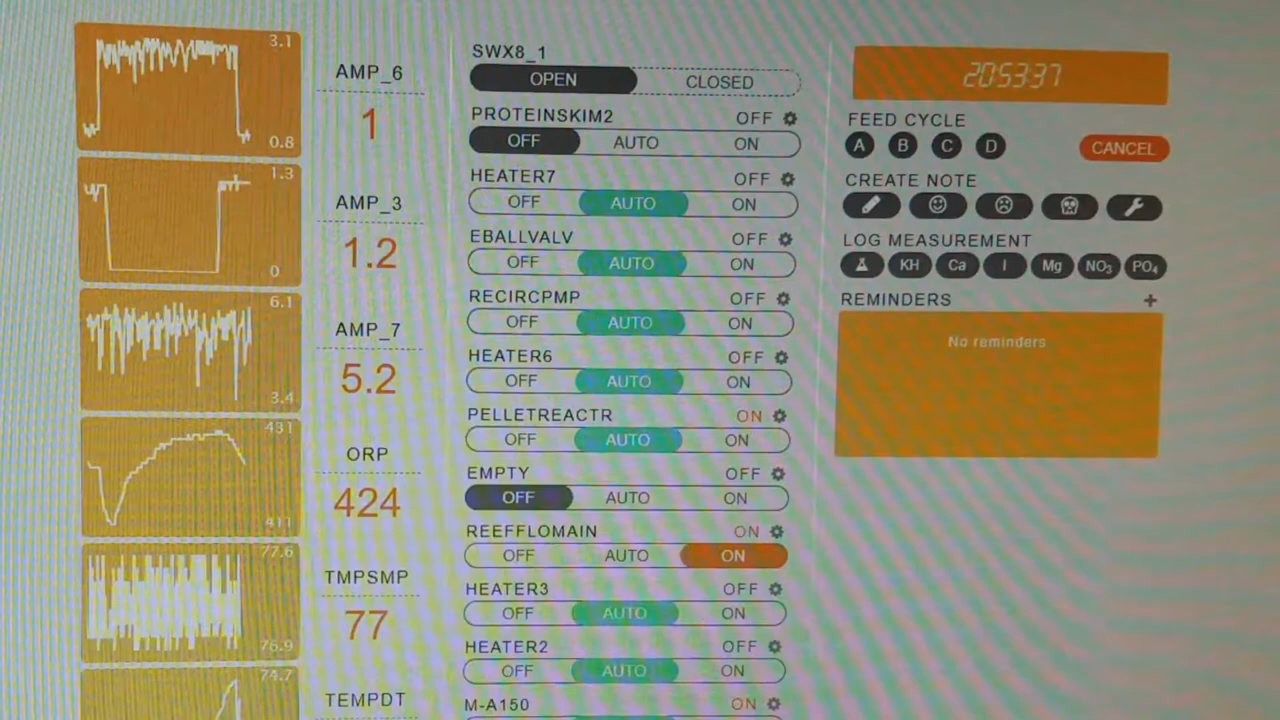 3.1
0.8
AMP_6
1
1.3
0
AMP_3
1.2
6.1
3.4
AMP_7
5.2
431
411
ORP
424
77.6
76.9
TMPSMP
77
74.7
TEMPDT
SWX8_1
OPEN CLOSED
PROTEINSKIM2 OFF
OFF AUTO ON
HEATER7 OFF
OFF AUTO ON
EBALLVALV OFF
OFF AUTO ON
RECIRCPMP OFF
OFF AUTO ON
HEATER6 OFF
OFF AUTO ON
PELLETREACTR ON
OFF AUTO ON
EMPTY OFF
OFF AUTO ON
REEFFLOMAIN ON
OFF AUTO ON
HEATER3 OFF
OFF AUTO ON
HEATER2 OFF
OFF AUTO ON
M-A150 ON
20:53:37
FEED CYCLE
A B C D CANCEL
CREATE NOTE
LOG MEASUREMENT
KH Ca I Mg NO₃ PO₄
REMINDERS +
No reminders